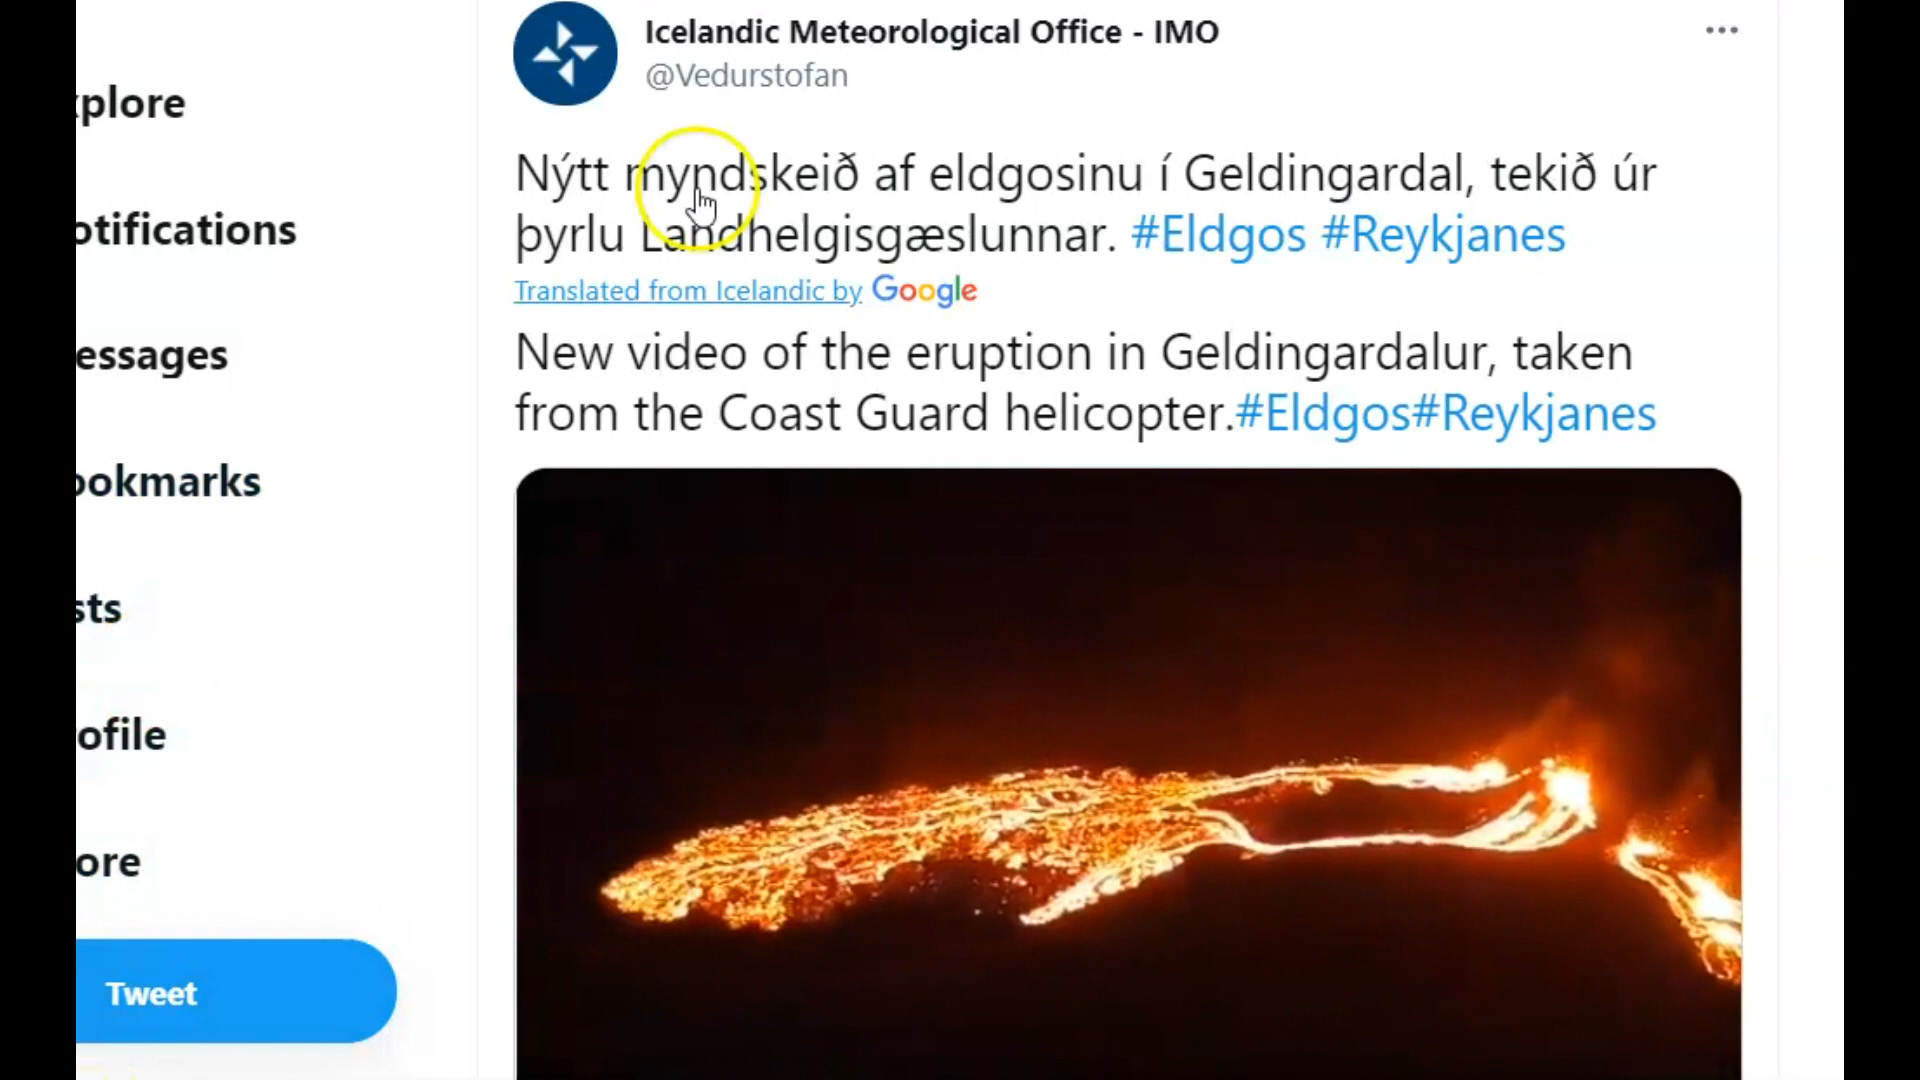 Icelandic Meteorological Office - IMO
@Vedurstofan
xplore
otifications
essages
ookmarks
sts
ofile
ore
Tweet
Nýtt myndskeið af eldgosinu í Geldingardal, tekið úr
þyrlu Landhelgisgæslunnar. #Eldgos #Reykjanes
Translated from Icelandic by Google
New video of the eruption in Geldingardalur, taken
from the Coast Guard helicopter.#Eldgos#Reykjanes